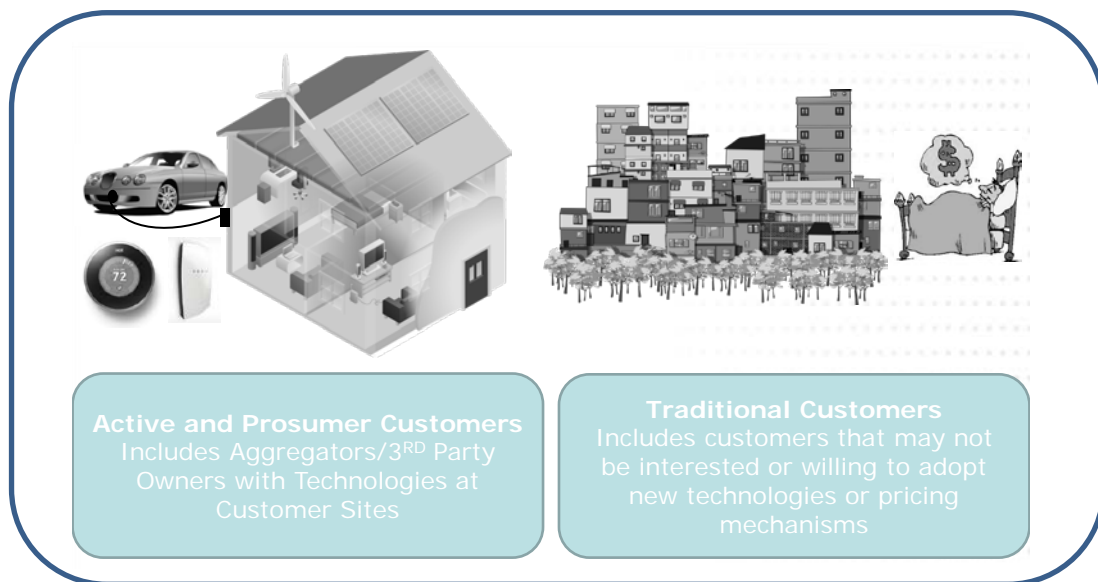 72
$
Active and Prosumer Customers
Includes Aggregators/3RD Party
Owners with Technologies at
Customer Sites
Traditional Customers
Includes customers that may not
be interested or willing to adopt
new technologies or pricing
mechanisms